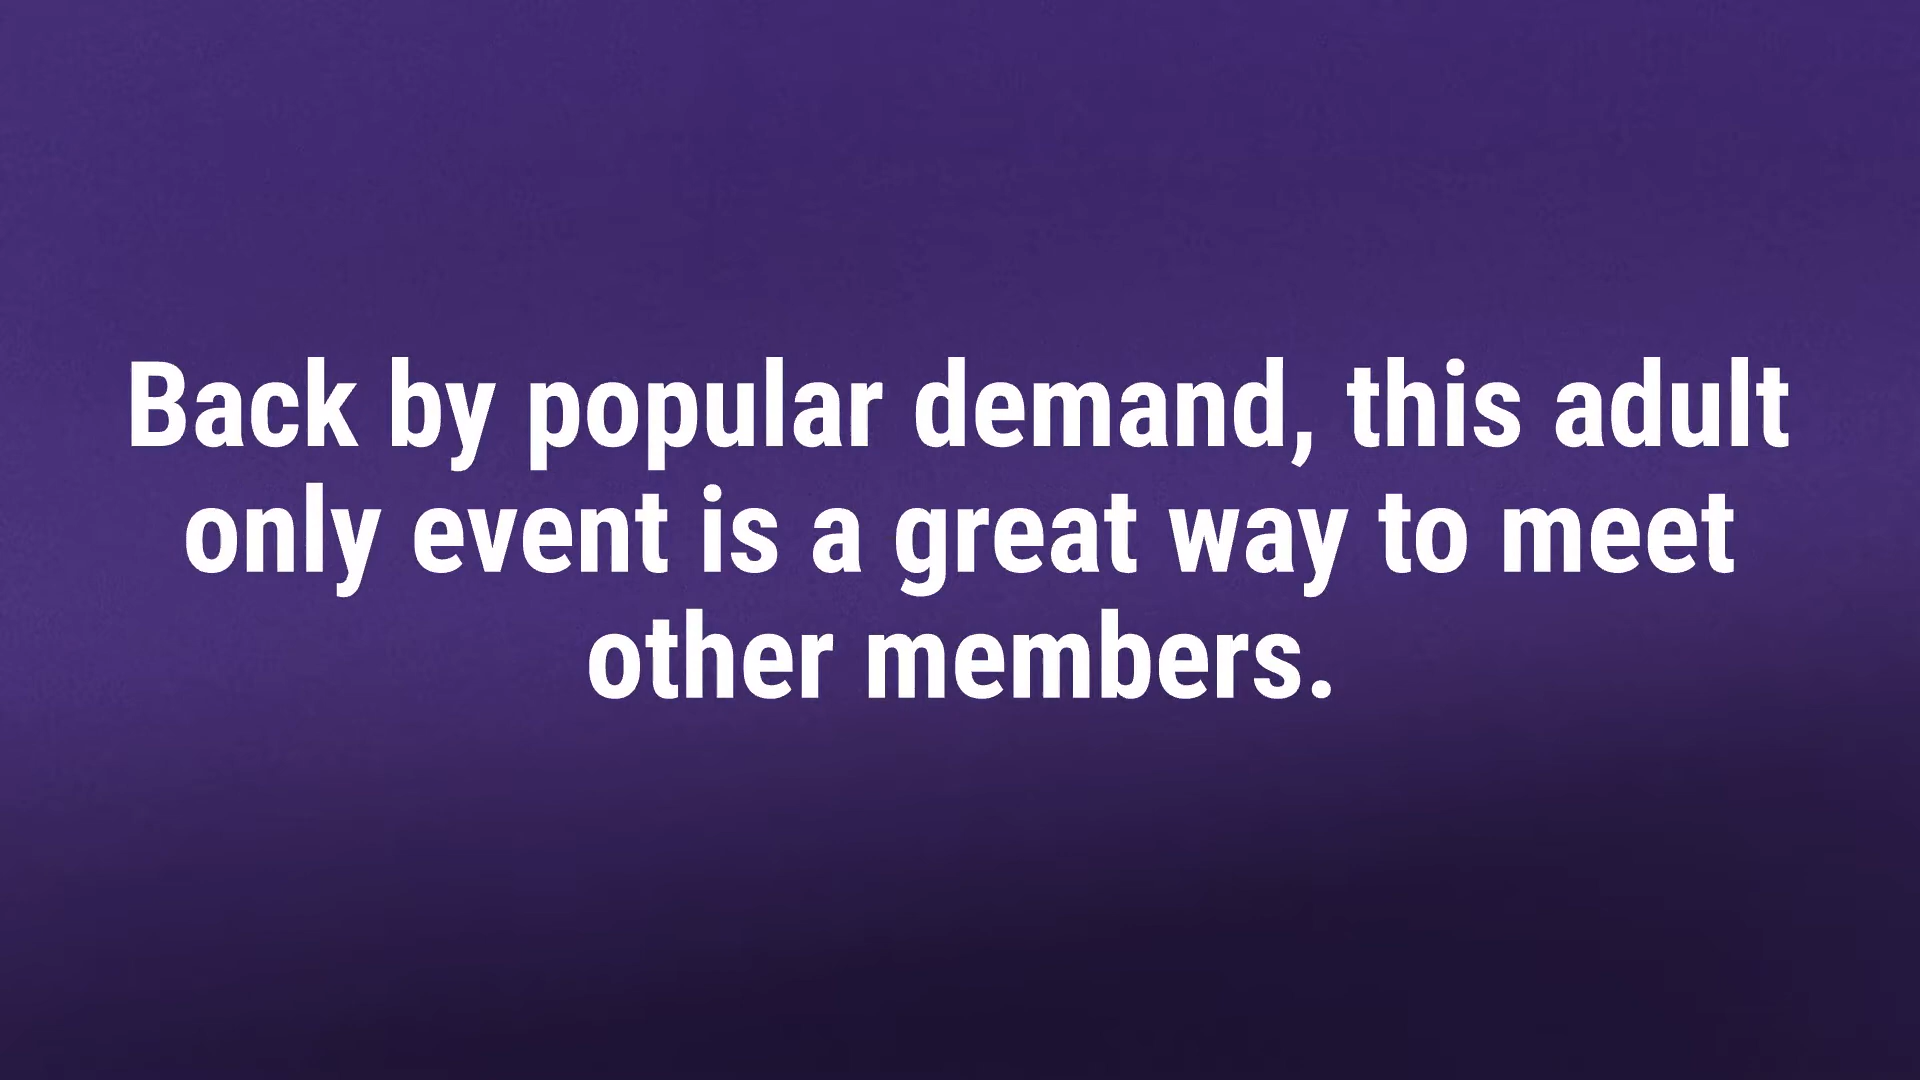 Back by popular demand, this adult
only event is a great way to meet
other members.